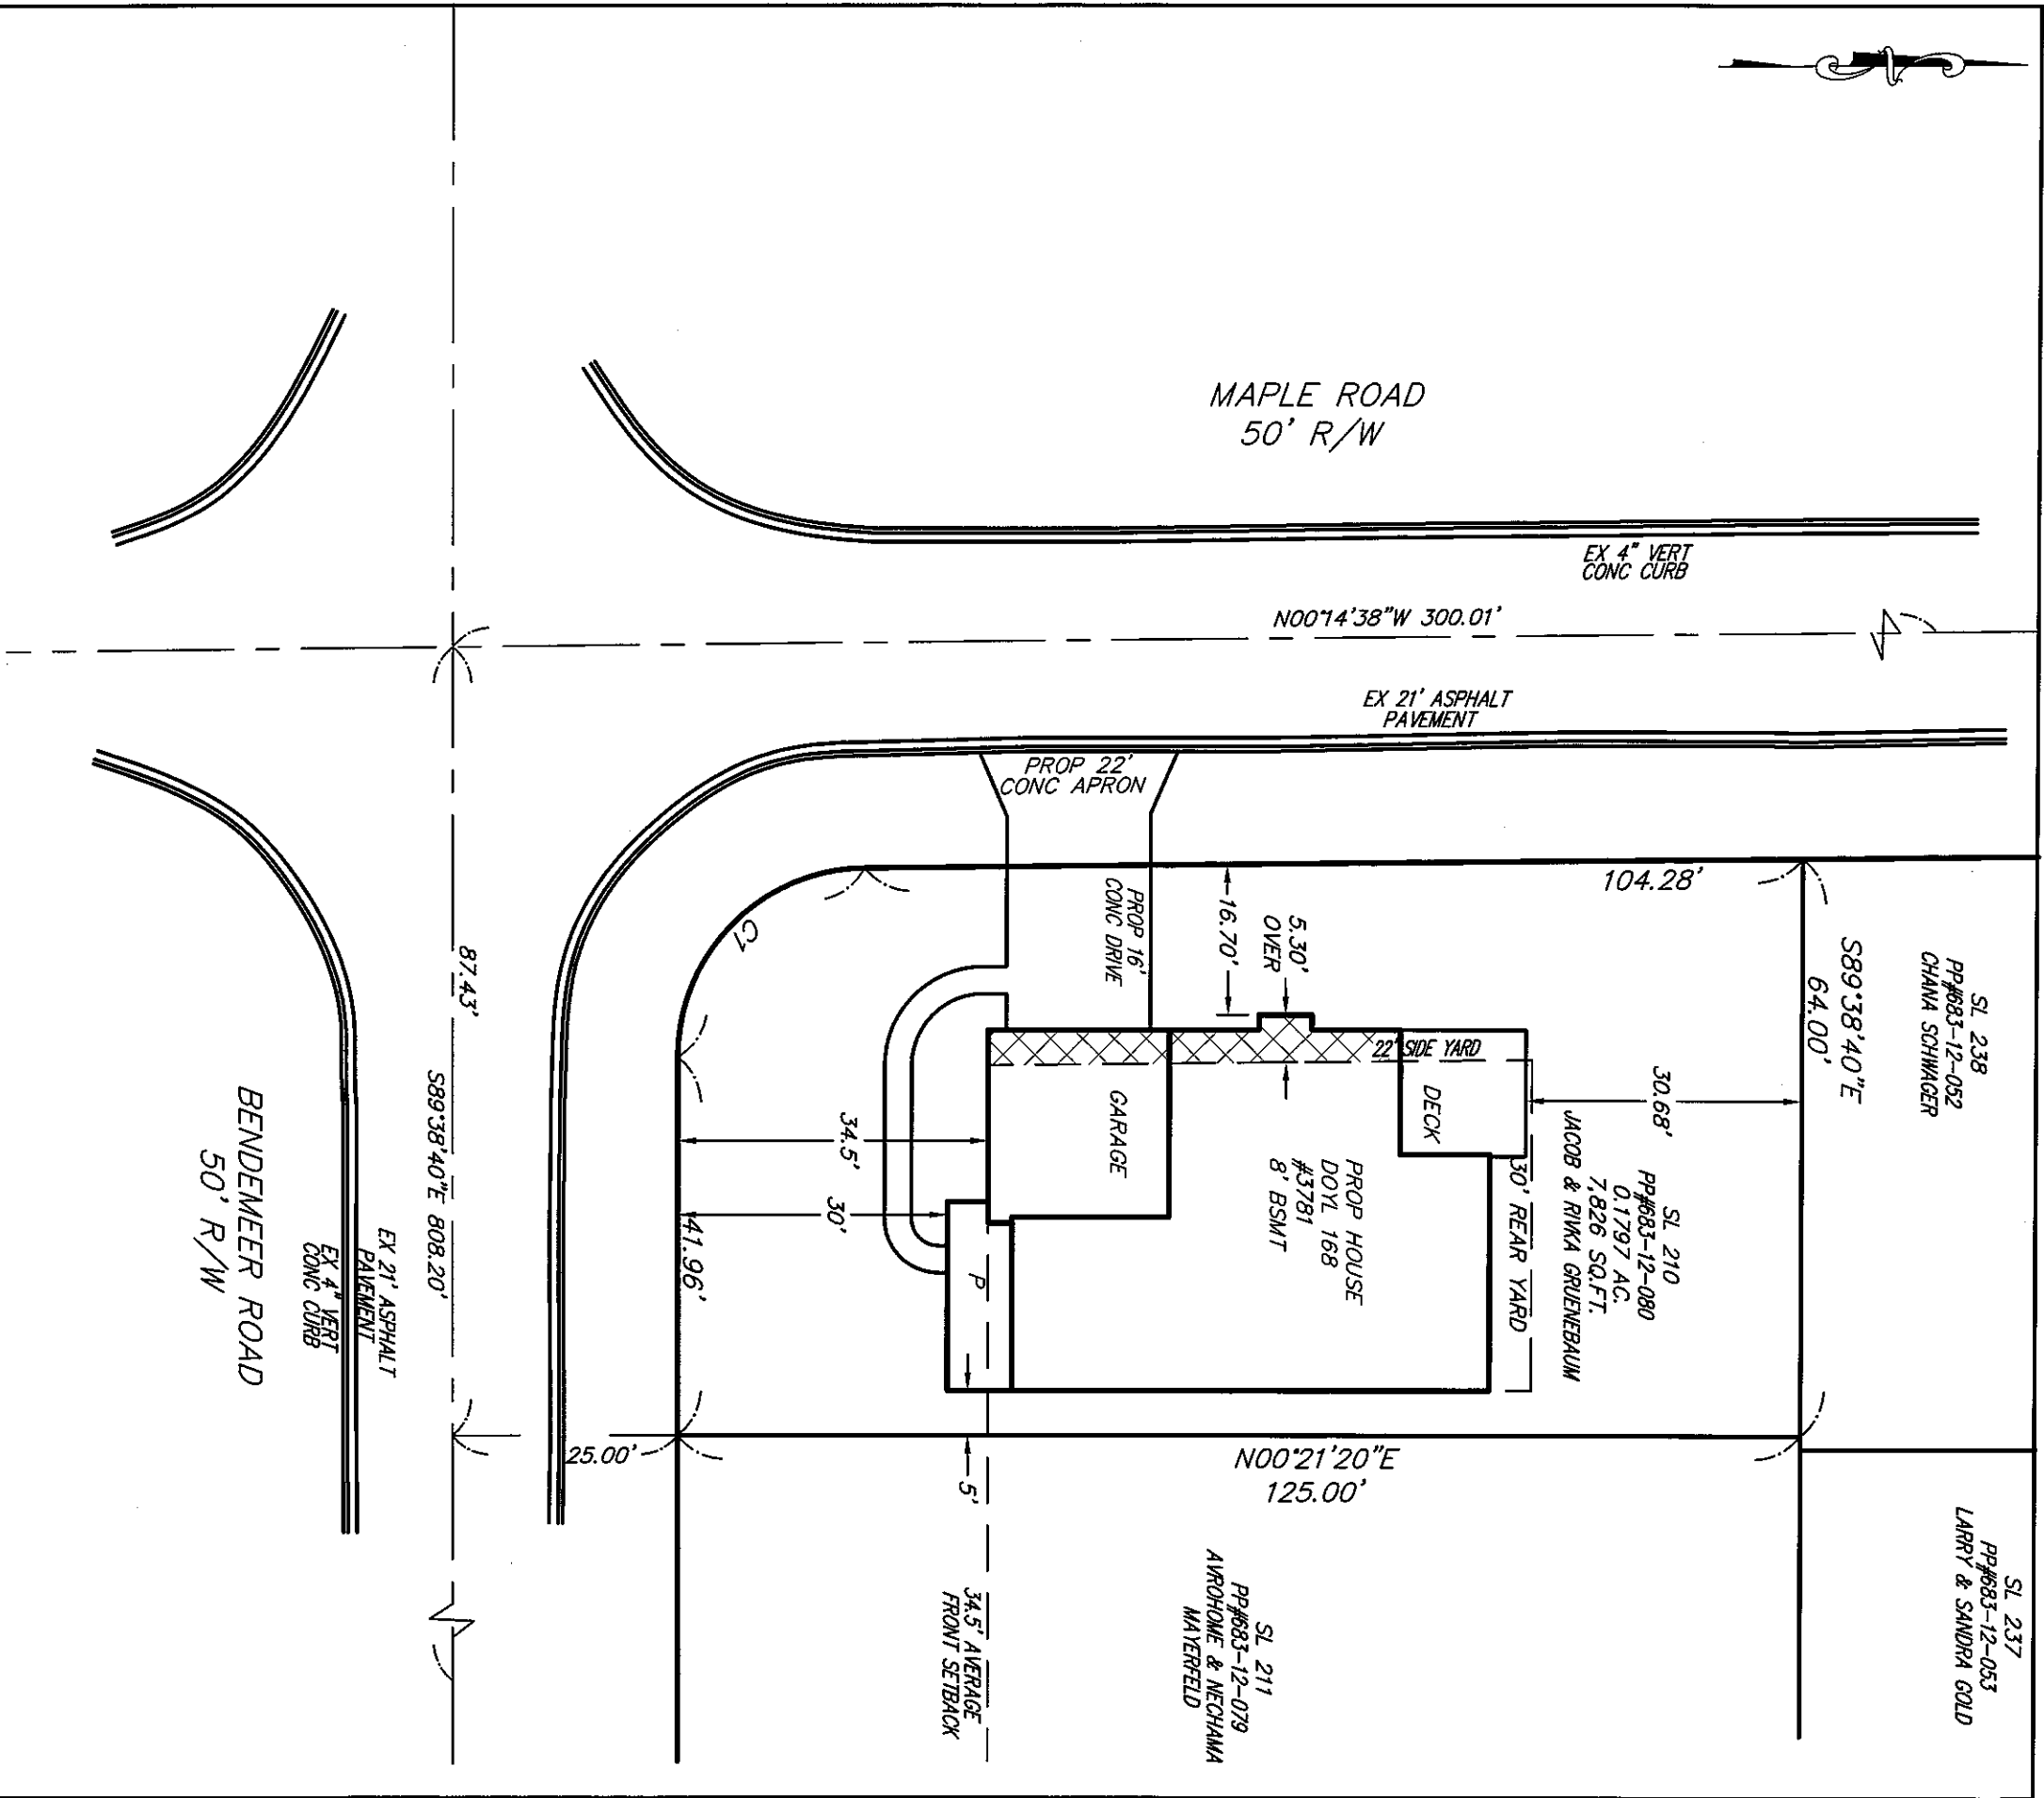 MAPLE ROAD
50' R/W
EX 4" VERT
CONC CURB
N00°14'38"W 300.01'
EX 21' ASPHALT
PAVEMENT
PROP 22'
CONC APRON
PROP 16'
CONC DRIVE
16.70'
5.30'
OVER
104.28'
S89°38'40"E
64.00'
SL 238
PP#683-12-052
CHANA SCHWAGER
C1
22' SIDE YARD
DECK
GARAGE
30.68'
SL 210
PP#683-12-080
0.1797 AC.
7,826 SQ.FT.
JACOB & RIVKA GRUENEBAUM
30' REAR YARD
PROP HOUSE
DOYL 168
#3781
8' BSMT
34.5'
30'
P
41.96'
87.43'
S89°38'40"E 808.20'
BENDEMEER ROAD
50' R/W
EX 21' ASPHALT
PAVEMENT
EX 4" VERT
CONC CURB
25.00'
5'
N00°21'20"E
125.00'
34.5' AVERAGE
FRONT SETBACK
SL 211
PP#683-12-079
AVROHOME & NECHAMA
MAYERFELD
SL 237
PP#683-12-053
LARRY & SANDRA GOLD